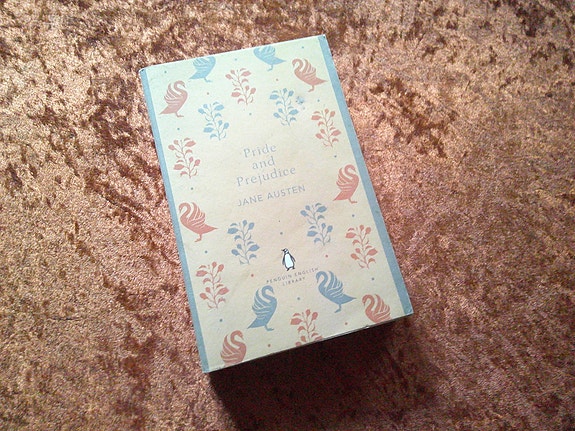 Pride
and
Prejudice
JANE AUSTEN
PENGUIN ENGLISH
LIBRARY